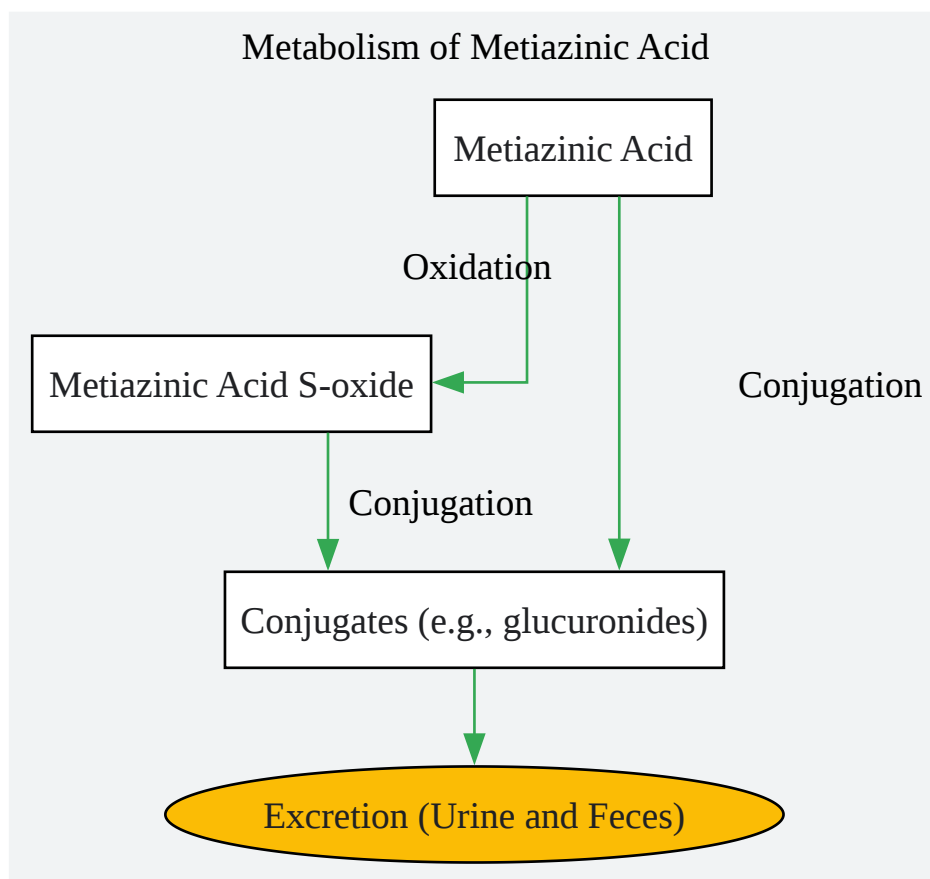 Metabolism of Metiazinic Acid
Metiazinic Acid
Oxidation
Metiazinic Acid S-oxide
Conjugation
Conjugation
Conjugates (e.g., glucuronides)
Excretion (Urine and Feces)